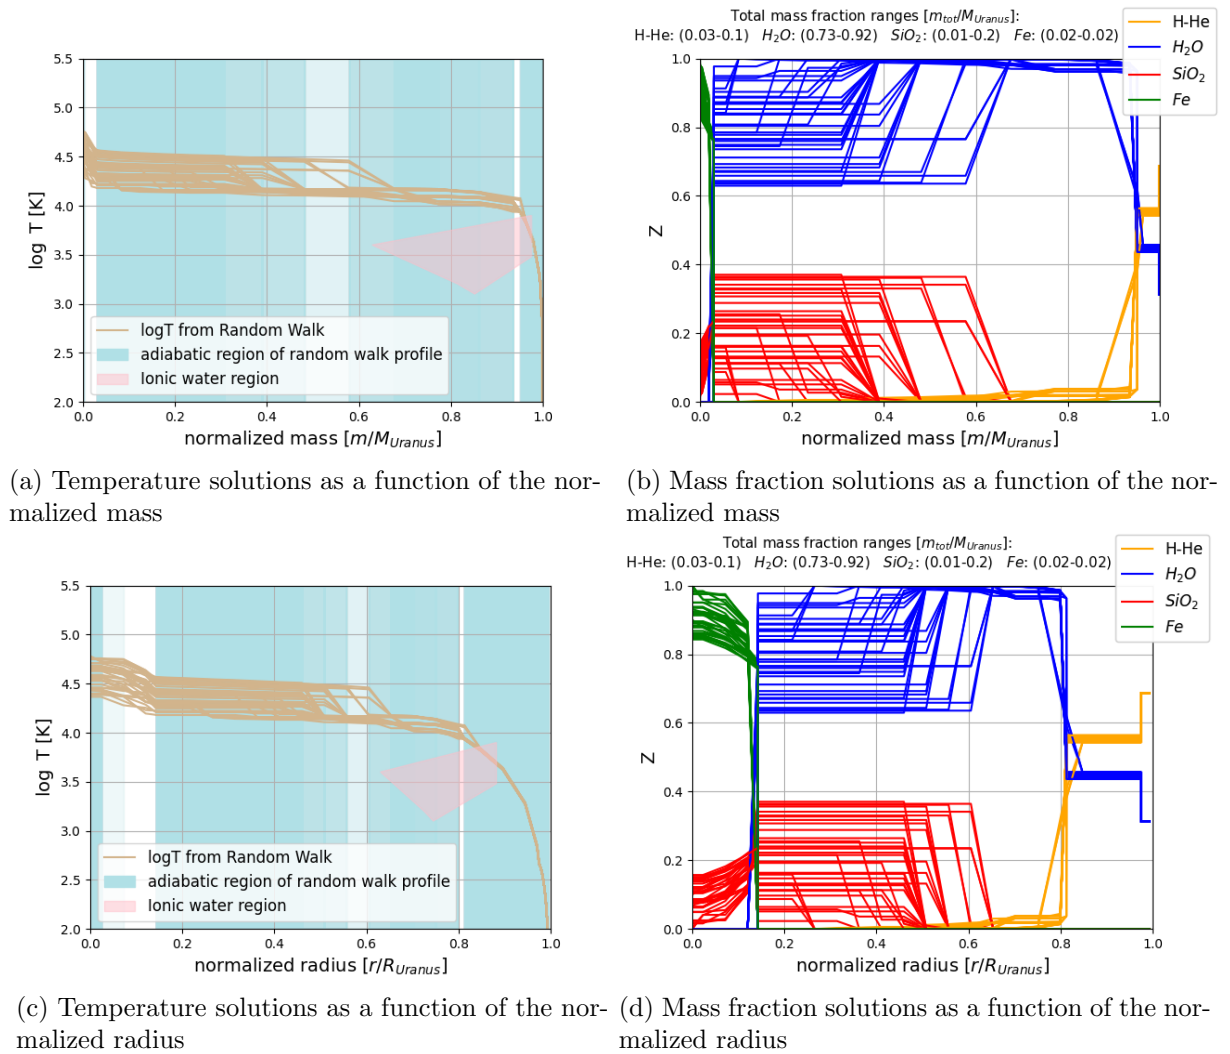 Total mass fraction ranges [m_tot/M_Uranus]:
H-He: (0.03-0.1) H₂O: (0.73-0.92) SiO₂: (0.01-0.2) Fe: (0.02-0.02)
H-He
H₂O
SiO₂
Fe
5.5
5.0
4.5
4.0
3.5
3.0
2.5
2.0
log T [K]
logT from Random Walk
adiabatic region of random walk profile
Ionic water region
0.0 0.2 0.4 0.6 0.8 1.0
normalized mass [m/M_Uranus]
1.0
0.8
0.6
0.4
0.2
0.0
Z
0.0 0.2 0.4 0.6 0.8 1.0
normalized mass [m/M_Uranus]
(a) Temperature solutions as a function of the nor-
malized mass
(b) Mass fraction solutions as a function of the nor-
malized mass
Total mass fraction ranges [m_tot/M_Uranus]:
H-He: (0.03-0.1) H₂O: (0.73-0.92) SiO₂: (0.01-0.2) Fe: (0.02-0.02)
H-He
H₂O
SiO₂
Fe
5.5
5.0
4.5
4.0
3.5
3.0
2.5
2.0
log T [K]
logT from Random Walk
adiabatic region of random walk profile
Ionic water region
0.0 0.2 0.4 0.6 0.8 1.0
normalized radius [r/R_Uranus]
1.0
0.8
0.6
0.4
0.2
0.0
Z
0.0 0.2 0.4 0.6 0.8 1.0
normalized radius [r/R_Uranus]
(c) Temperature solutions as a function of the nor-
malized radius
(d) Mass fraction solutions as a function of the nor-
malized radius